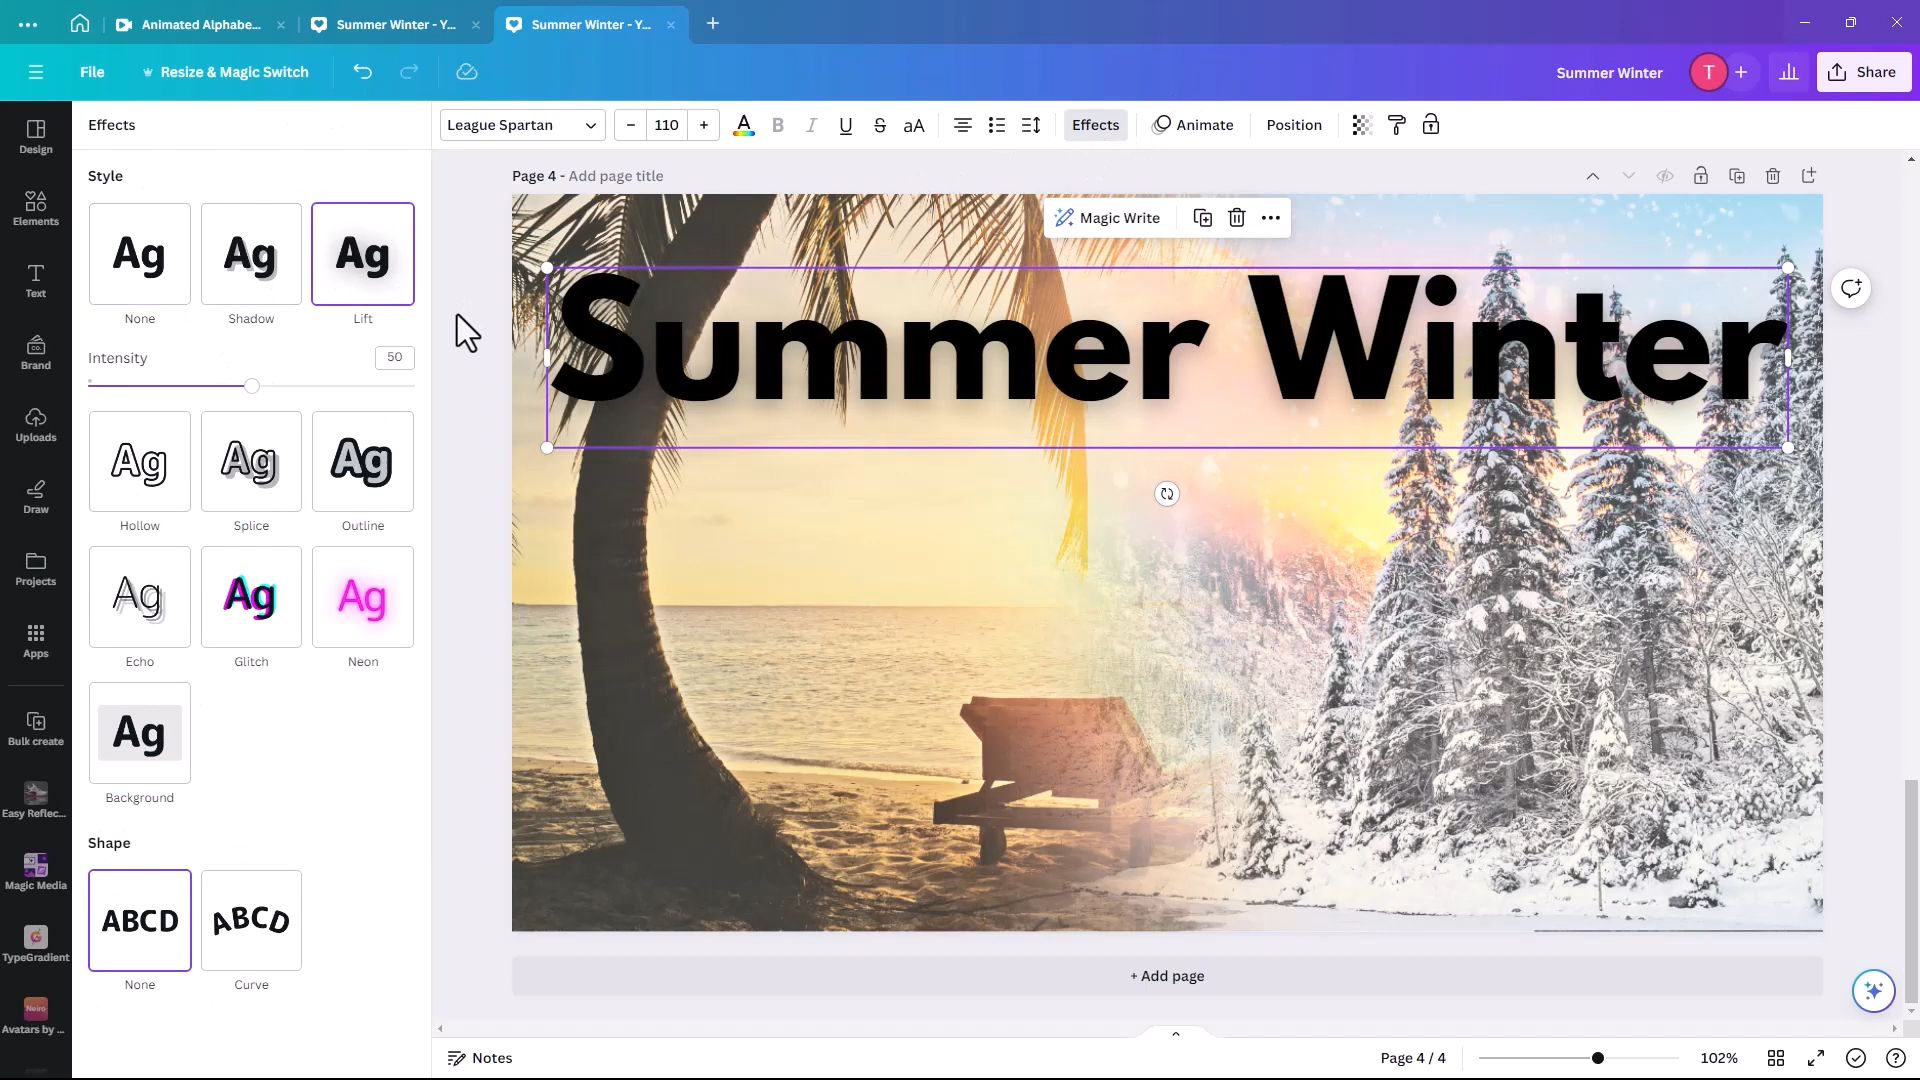 Animated Alphabe...
Summer Winter - Y...
Summer Winter - Y...
File
Resize & Magic Switch
Summer Winter
T
Share
Design
Elements
Text
Brand
Uploads
Draw
Projects
Apps
Bulk create
Easy Reflec...
Magic Media
TypeGradient
Neiro
Avatars by ...
Effects
Style
Ag
Ag
Ag
None
Shadow
Lift
Intensity
50
Ag
Ag
Ag
Hollow
Splice
Outline
Ag
Ag
Ag
Echo
Glitch
Neon
Ag
Background
Shape
ABCD
ABCD
None
Curve
League Spartan
– 110 +
A
B
I
U
S
aA
Effects
Animate
Position
Page 4 - Add page title
Magic Write
Summer Winter
+ Add page
Notes
Page 4 / 4
102%